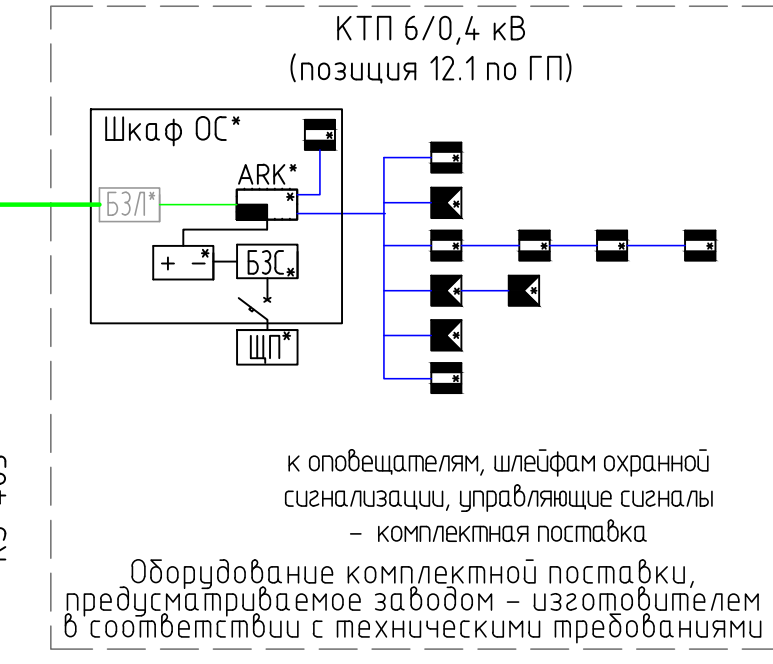 КТП 6/0,4 кВ
(позиция 12.1 по ГП)
Шкаф ОС*
*
ARK*
*
БЗЛ*
+ -*
БЗС*
ЩП*
*
*
* * * *
* *
*
*
к оповещателям, шлейфам охранной
сигнализации, управляющие сигналы
- комплектная поставка
Оборудование комплектной поставки,
предусматриваемое заводом - изготовителем
в соответствии с техническими требованиями